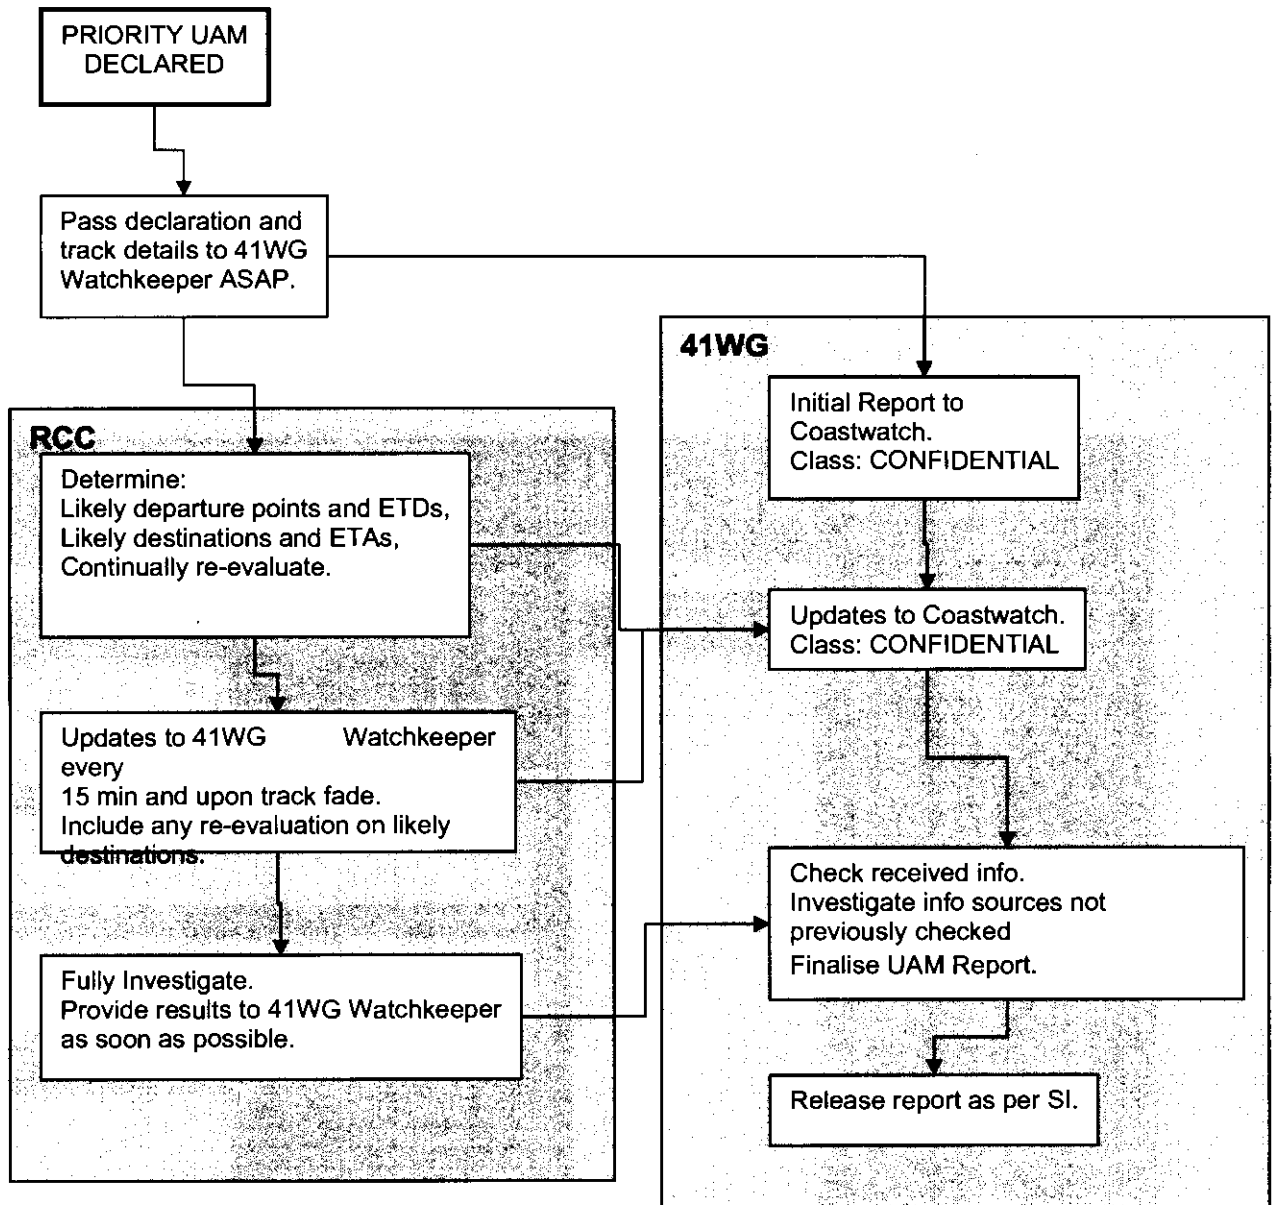 PRIORITY UAM
DECLARED
Pass declaration and
track details to 41WG
Watchkeeper ASAP.
RCC
Determine:
Likely departure points and ETDs,
Likely destinations and ETAs,
Continually re-evaluate.
Updates to 41WG Watchkeeper
every
15 min and upon track fade.
Include any re-evaluation on likely
destinations.
Fully Investigate.
Provide results to 41WG Watchkeeper
as soon as possible.
41WG
Initial Report to
Coastwatch.
Class: CONFIDENTIAL
Updates to Coastwatch.
Class: CONFIDENTIAL
Check received info.
Investigate info sources not
previously checked
Finalise UAM Report.
Release report as per SI.